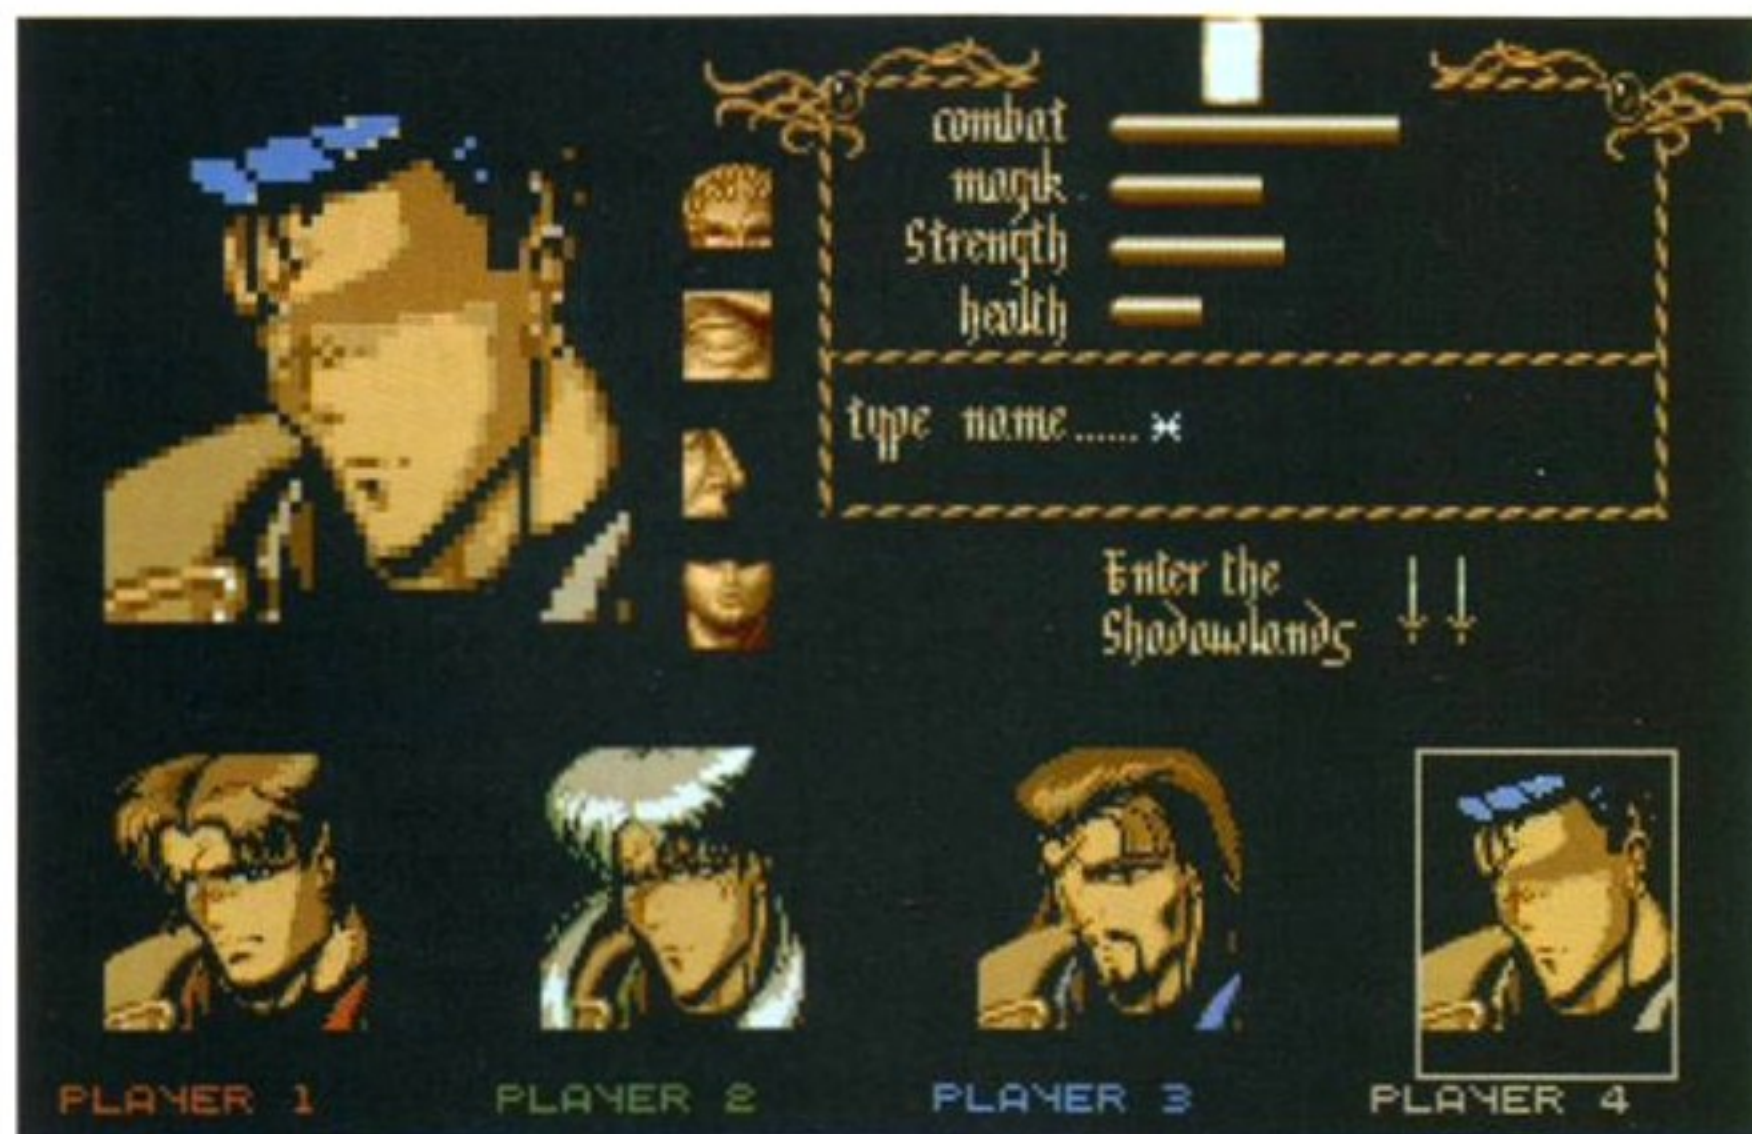 combat
magik
Strength
health
type name......
Enter the
Shadowlands
PLAYER 1
PLAYER 2
PLAYER 3
PLAYER 4